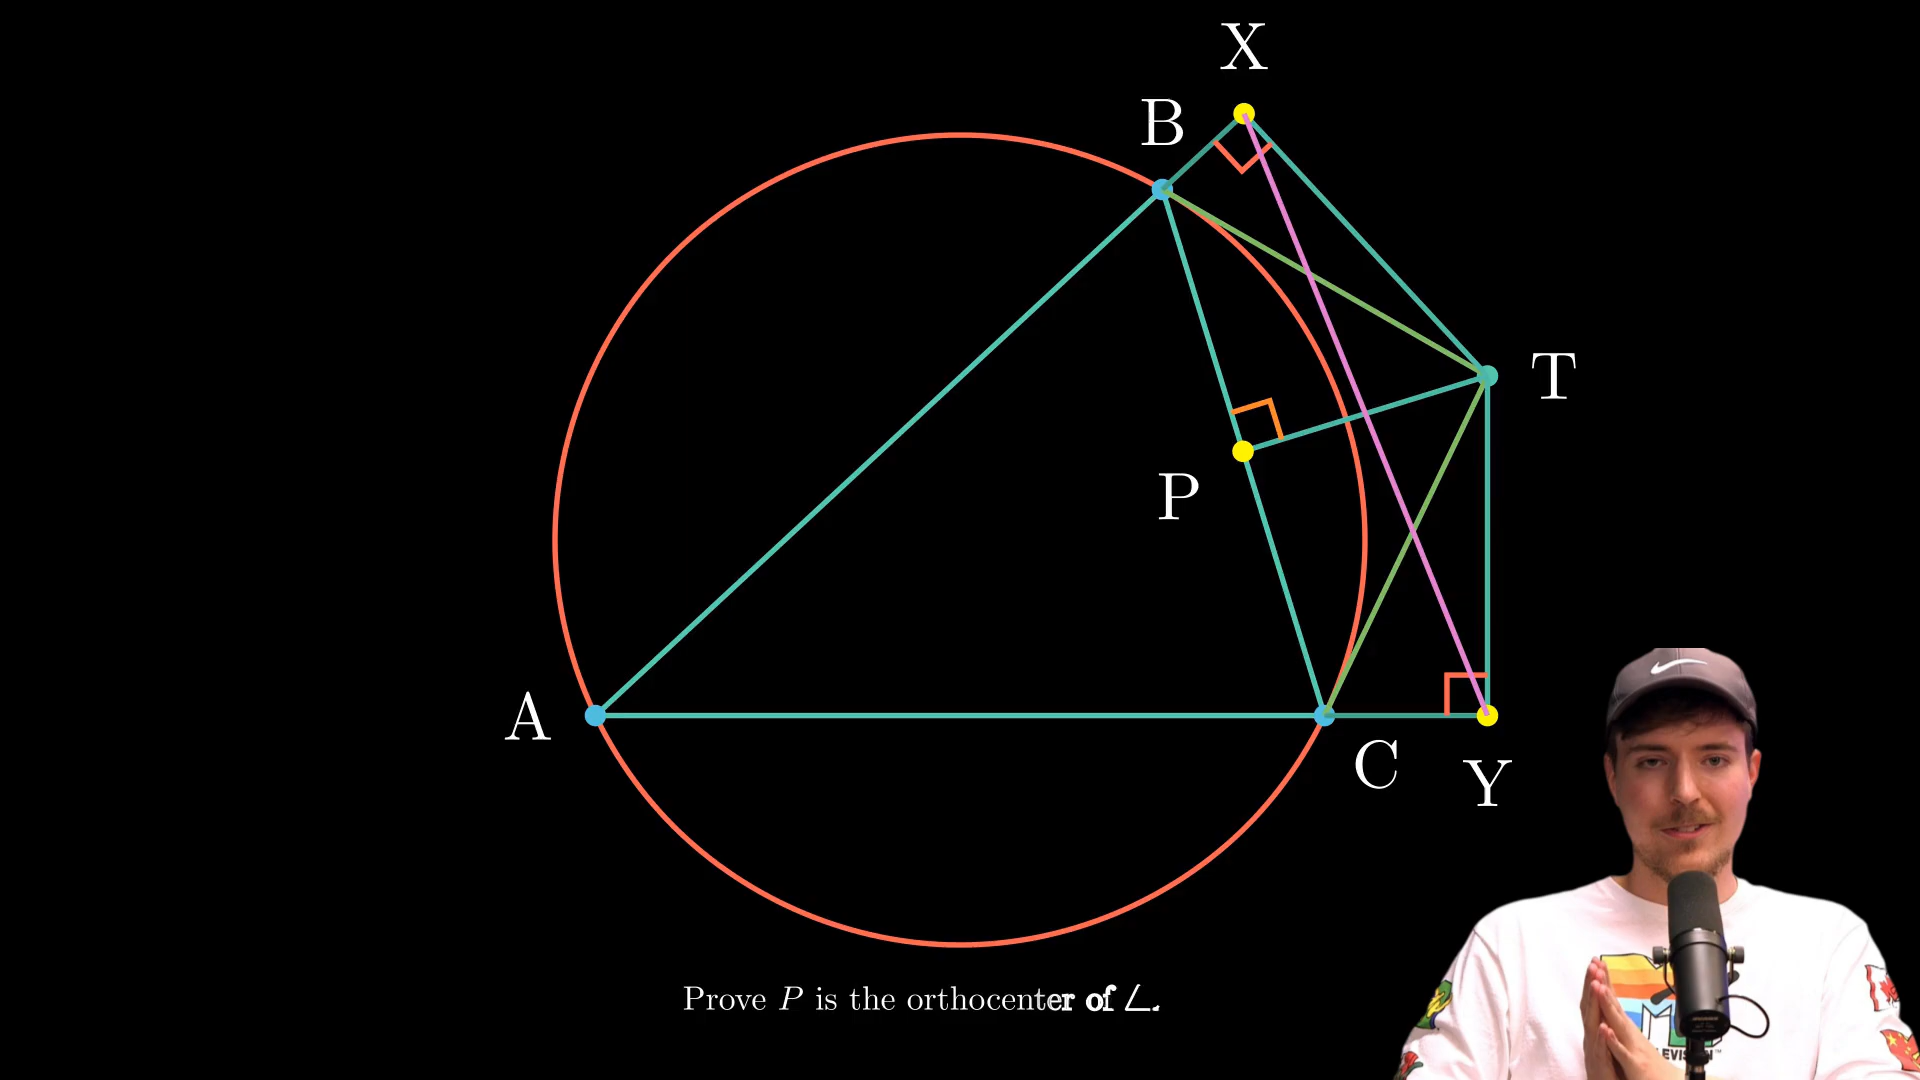 X
B
T
P
A
C
Y
Prove P is the orthocenter of ∠.